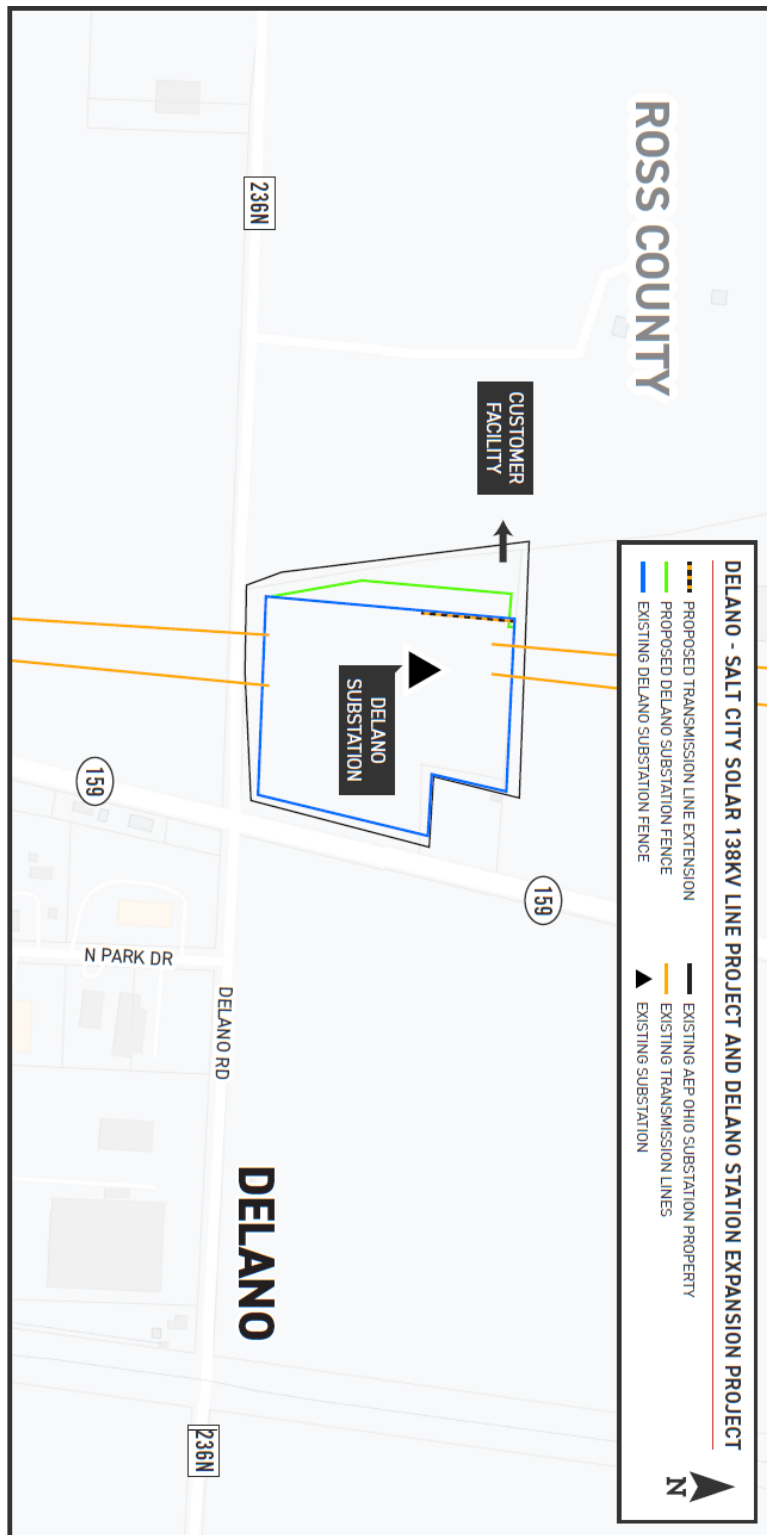 DELANO - SALT CITY SOLAR 138KV LINE PROJECT AND DELANO STATION EXPANSION PROJECT
PROPOSED TRANSMISSION LINE EXTENSION
PROPOSED DELANO SUBSTATION FENCE
EXISTING DELANO SUBSTATION FENCE
EXISTING AEP OHIO SUBSTATION PROPERTY
EXISTING TRANSMISSION LINES
EXISTING SUBSTATION
N
ROSS COUNTY
CUSTOMER
FACILITY
159
DELANO
SUBSTATION
236N
DELANO
DELANO RD
236N
N PARK DR
159